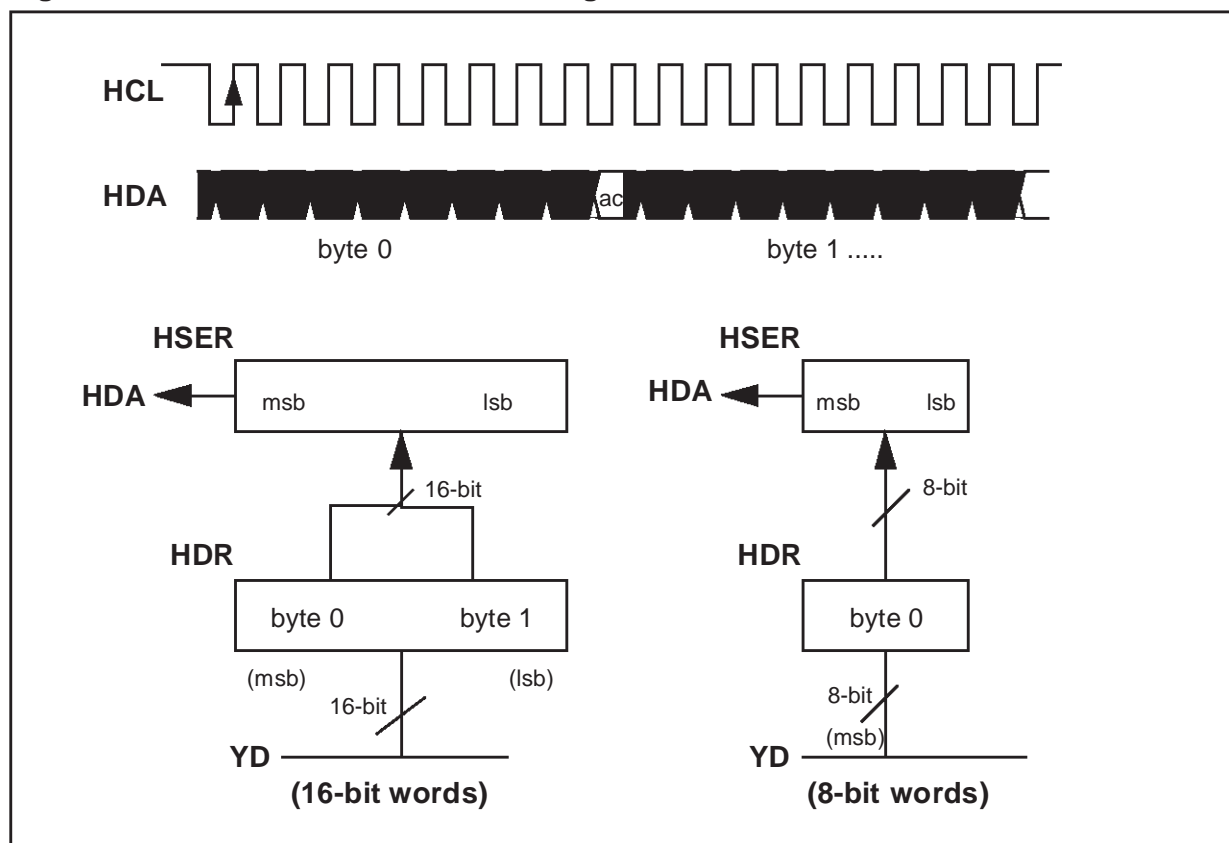 HCL
HDA
ac
byte 0
byte 1 .....
HSER
HDA
msb
lsb
16-bit
HDR
byte 0
byte 1
(msb)
(lsb)
16-bit
YD
(16-bit words)
HSER
HDA
msb
lsb
8-bit
HDR
byte 0
8-bit
(msb)
YD
(8-bit words)